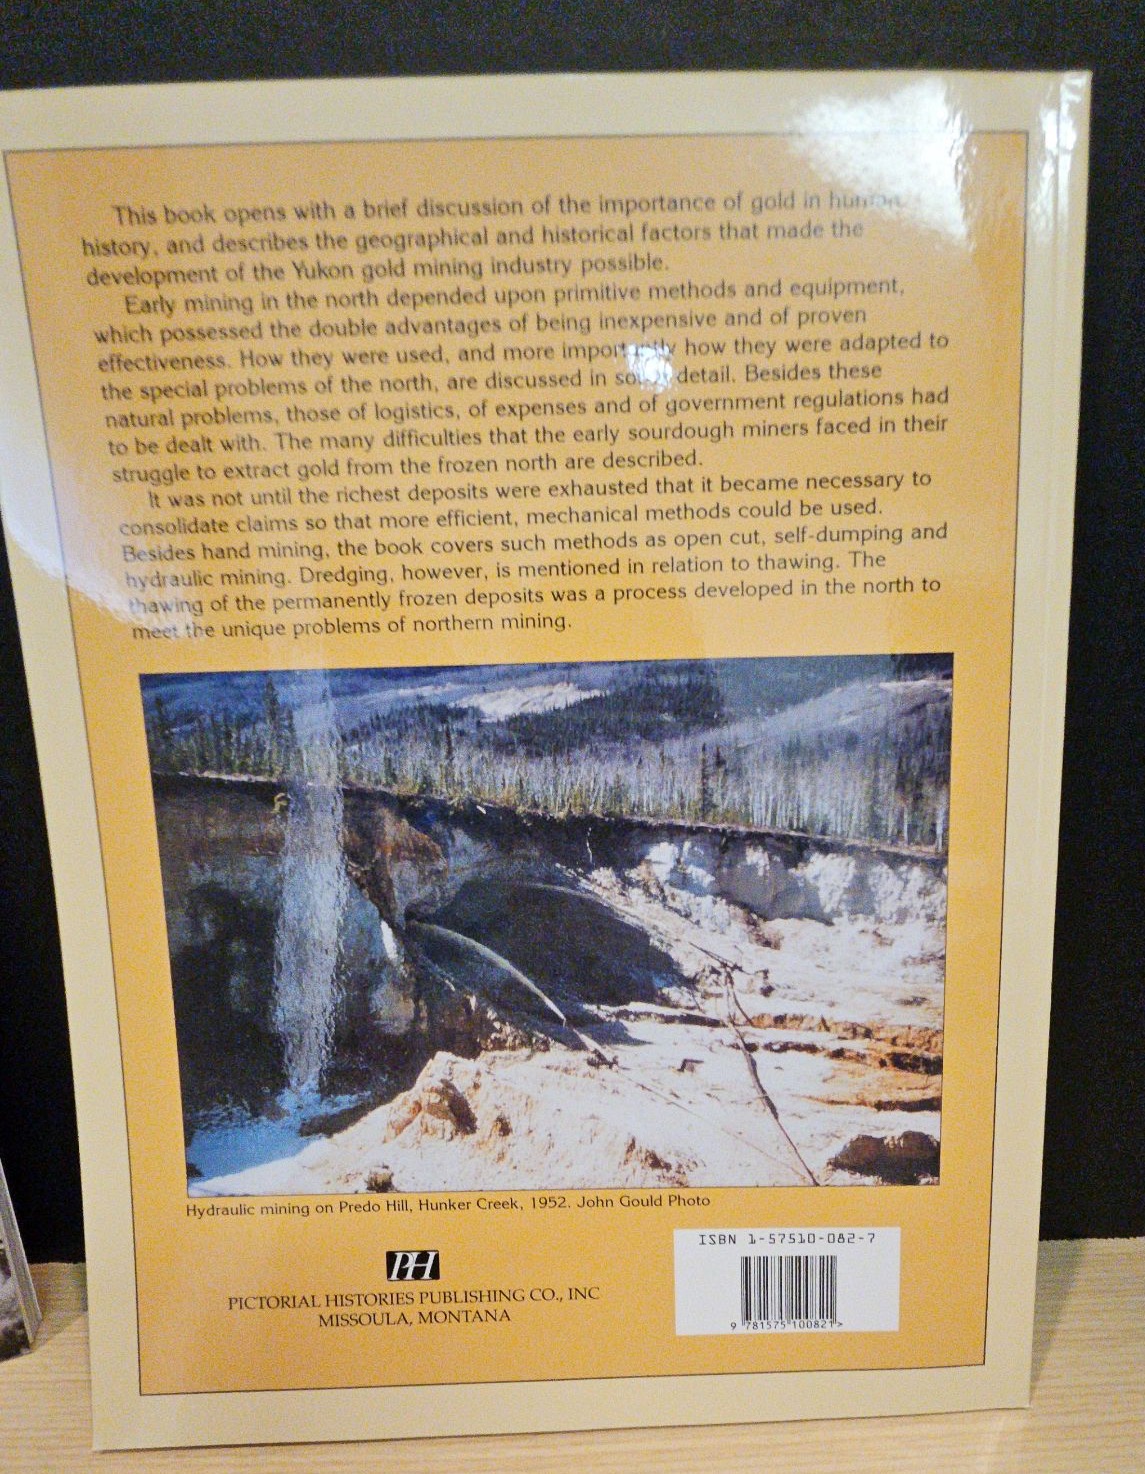 This book opens with a brief discussion of the importance of gold in human
history, and describes the geographical and historical factors that made the
development of the Yukon gold mining industry possible.
Early mining in the north depended upon primitive methods and equipment,
which possessed the double advantages of being inexpensive and of proven
effectiveness. How they were used, and more importantly how they were adapted to
the special problems of the north, are discussed in some detail. Besides these
natural problems, those of logistics, of expenses and of government regulations had
to be dealt with. The many difficulties that the early sourdough miners faced in their
struggle to extract gold from the frozen north are described.
It was not until the richest deposits were exhausted that it became necessary to
consolidate claims so that more efficient, mechanical methods could be used.
Besides hand mining, the book covers such methods as open cut, self-dumping and
hydraulic mining. Dredging, however, is mentioned in relation to thawing. The
thawing of the permanently frozen deposits was a process developed in the north to
meet the unique problems of northern mining.
Hydraulic mining on Predo Hill, Hunker Creek, 1952. John Gould Photo
PH
PICTORIAL HISTORIES PUBLISHING CO., INC
MISSOULA, MONTANA
ISBN 1-57510-082-7
9 781575 100821 >